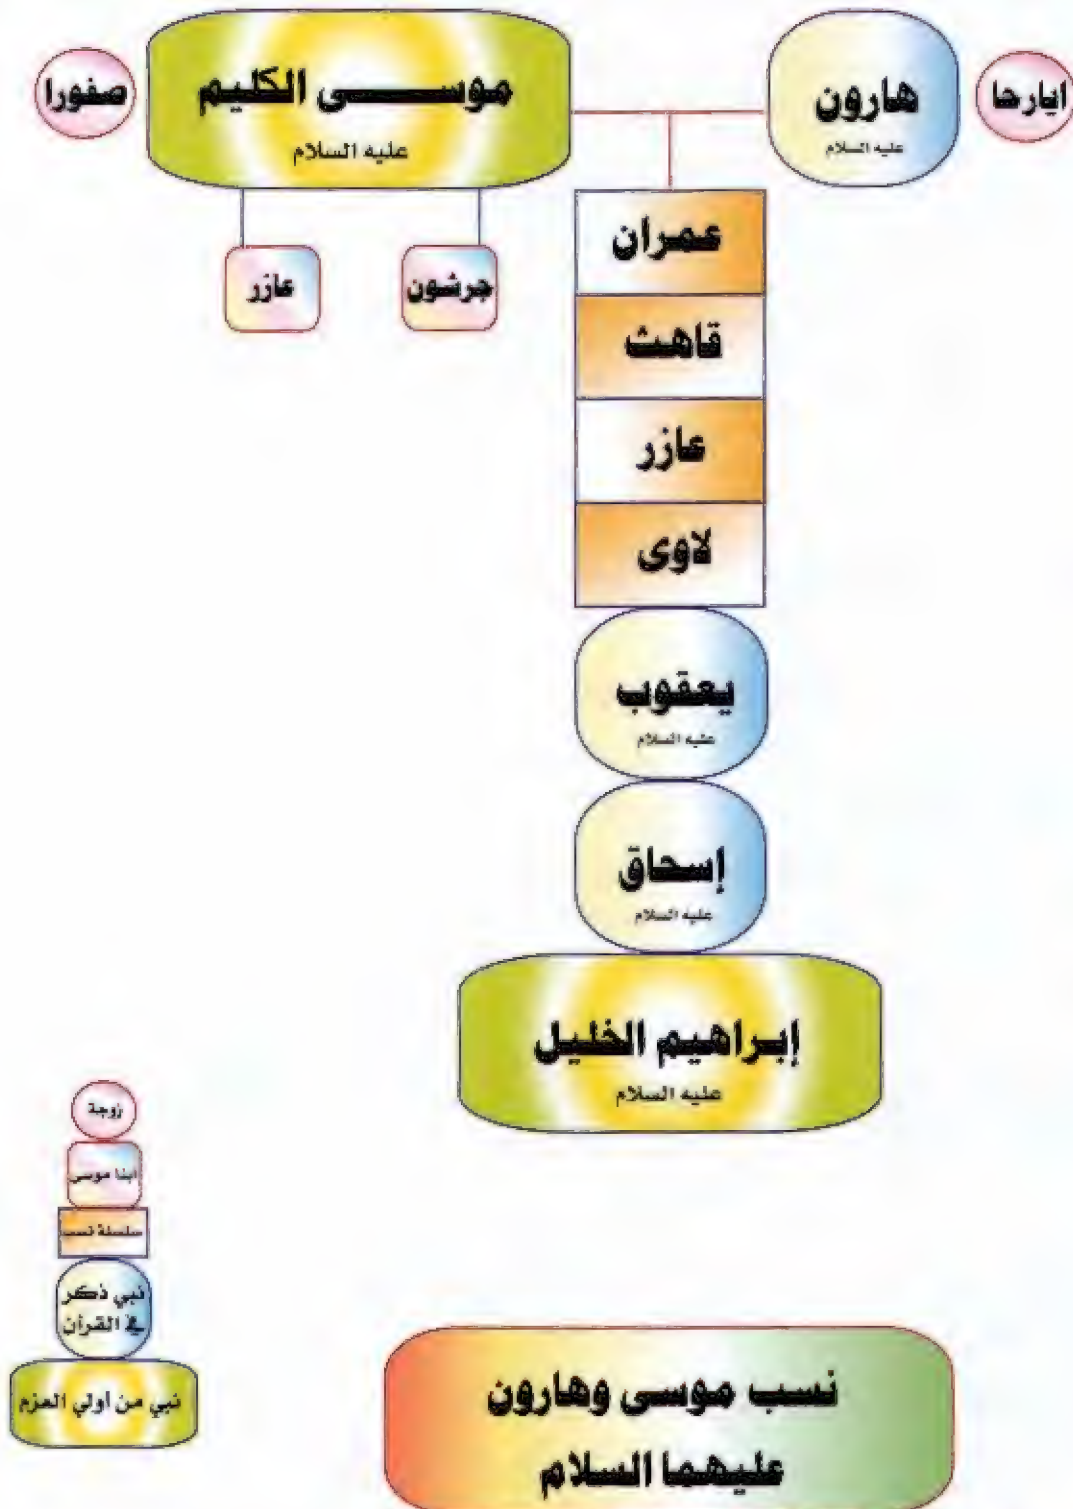 موسى الكليم
عليه السلام
صفورا
هارون
عليه السلام
ايارحا
جرشون
عازر
عمران
قاهث
عازر
لاوى
يعقوب
عليه السلام
إسحاق
عليه السلام
إبراهيم الخليل
عليه السلام
زوجة
ابنا موسى
سلسلة نسب
نبي ذكر
في القرآن
نبي من أولي العزم
نسب موسى وهارون
عليهما السلام